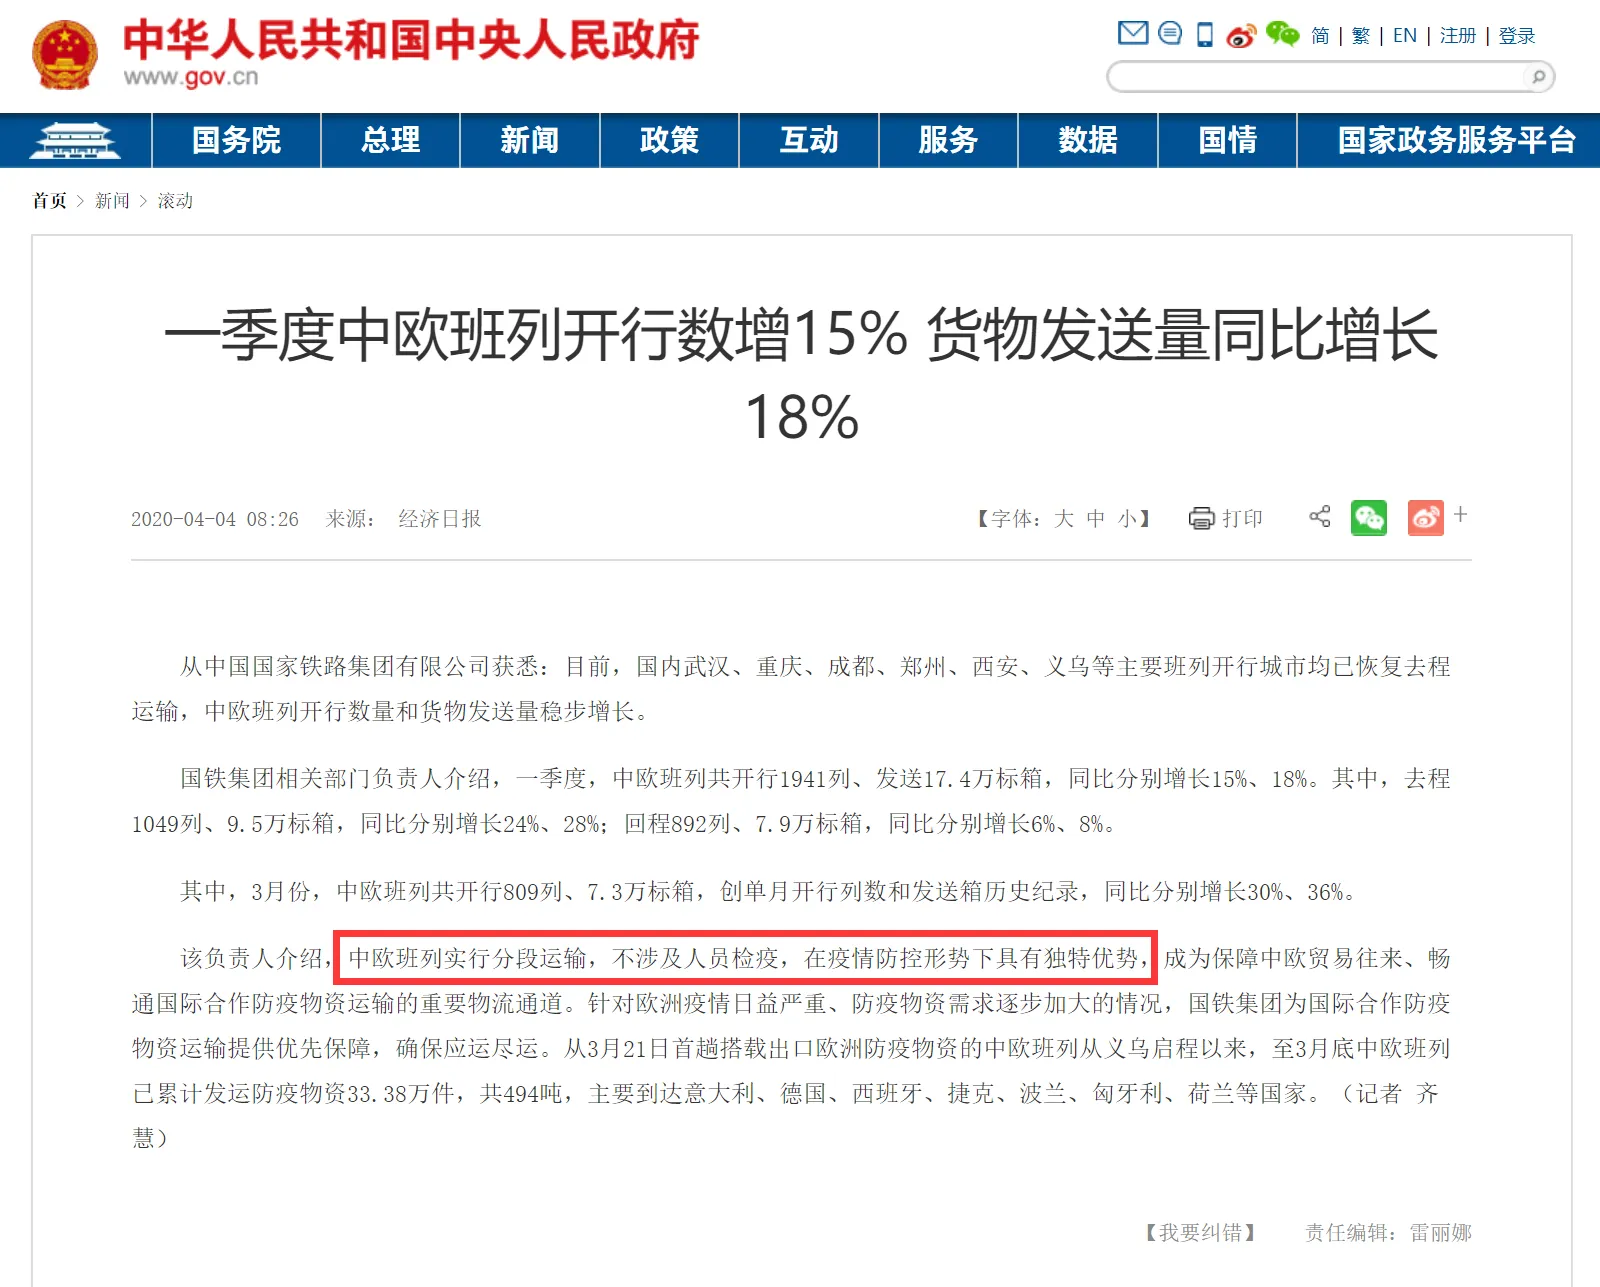 中华人民共和国中央人民政府
www.gov.cn
简 | 繁 | EN | 注册 | 登录
国务院 总理 新闻 政策 互动 服务 数据 国情 国家政务服务平台
首页 > 新闻 > 滚动
一季度中欧班列开行数增15% 货物发送量同比增长
18%
2020-04-04 08:26 来源： 经济日报 【字体：大 中 小】 打印 +
从中国国家铁路集团有限公司获悉：目前，国内武汉、重庆、成都、郑州、西安、义乌等主要班列开行城市均已恢复去程
运输，中欧班列开行数量和货物发送量稳步增长。
国铁集团相关部门负责人介绍，一季度，中欧班列共开行1941列、发送17.4万标箱，同比分别增长15%、18%。其中，去程
1049列、9.5万标箱，同比分别增长24%、28%；回程892列、7.9万标箱，同比分别增长6%、8%。
其中，3月份，中欧班列共开行809列、7.3万标箱，创单月开行列数和发送箱历史纪录，同比分别增长30%、36%。
该负责人介绍，中欧班列实行分段运输，不涉及人员检疫，在疫情防控形势下具有独特优势，成为保障中欧贸易往来、畅
通国际合作防疫物资运输的重要物流通道。针对欧洲疫情日益严重、防疫物资需求逐步加大的情况，国铁集团为国际合作防疫
物资运输提供优先保障，确保应运尽运。从3月21日首趟搭载出口欧洲防疫物资的中欧班列从义乌启程以来，至3月底中欧班列
已累计发运防疫物资33.38万件，共494吨，主要到达意大利、德国、西班牙、捷克、波兰、匈牙利、荷兰等国家。（记者 齐
慧）
【我要纠错】 责任编辑：雷丽娜